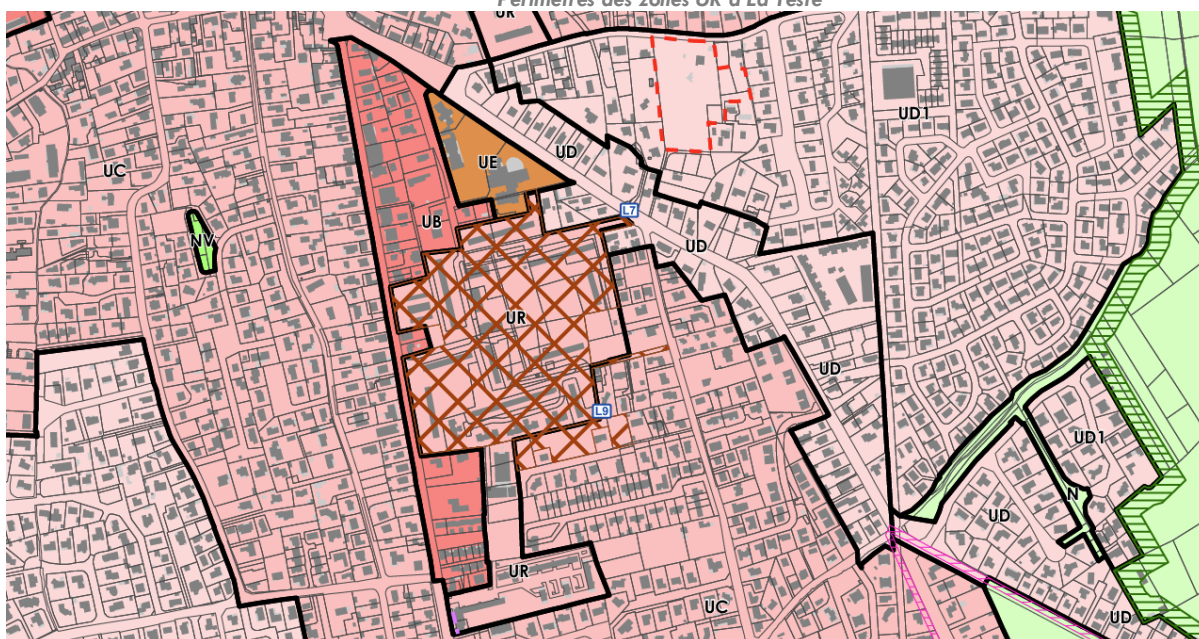 Périmètres des zones UR à La Teste
UR
UD1
UE
UD
UC
UB
L7
NV
UD
UR
UD
L9
UD1
N
UD
UR
UC
UD